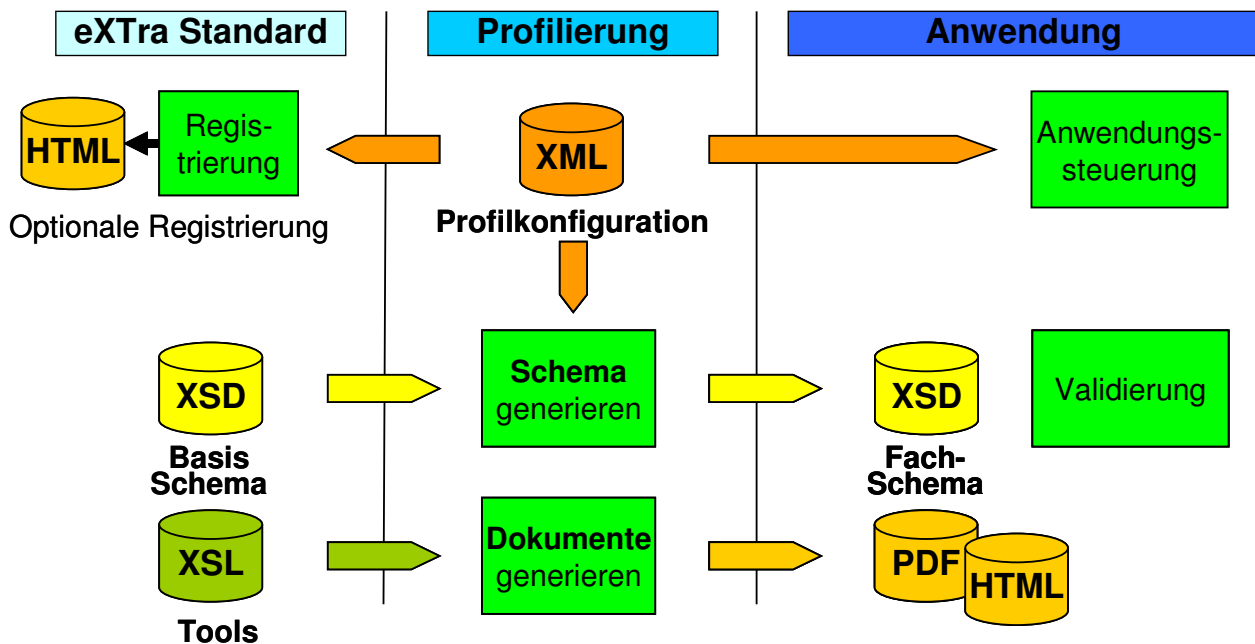 eXTra Standard
Profilierung
Anwendung
HTML
Regis-
trierung
Optionale Registrierung
XML
Profilkonfiguration
Anwendungs-
steuerung
XSD
Basis
Schema
Schema
generieren
XSD
Fach-
Schema
Validierung
XSL
Tools
Dokumente
generieren
PDF
HTML